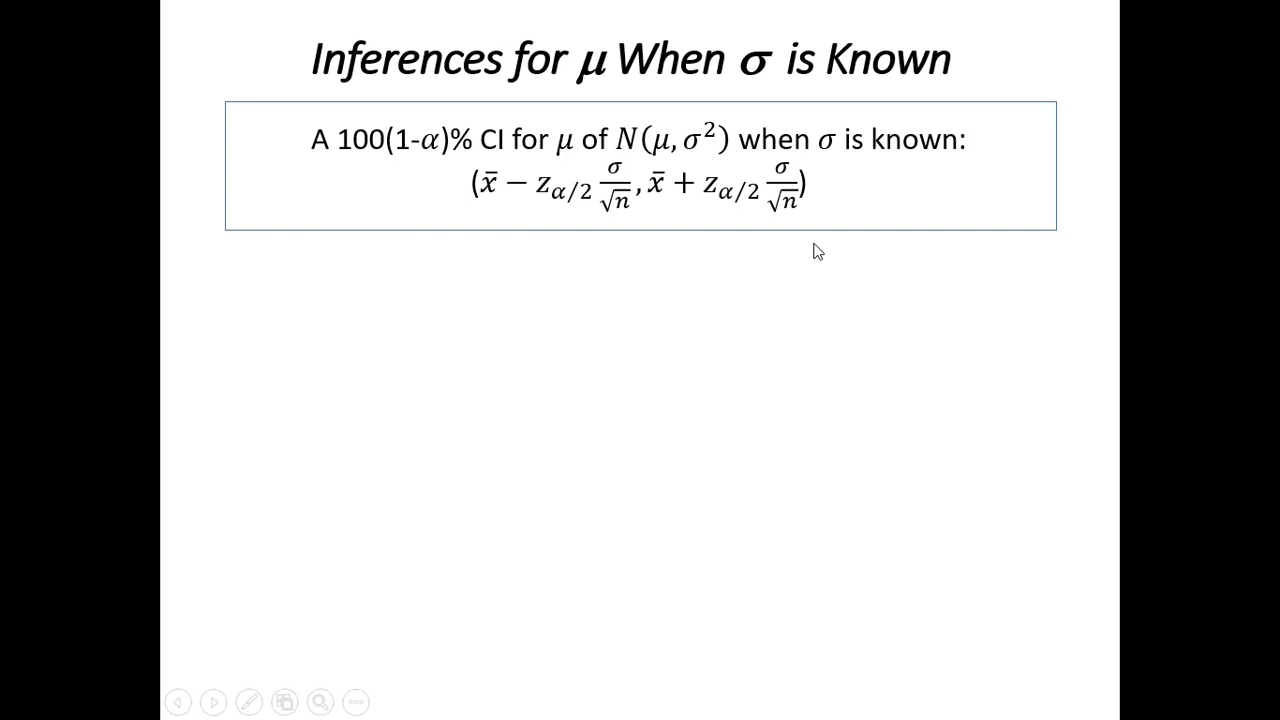 Inferences for μ When σ is Known
A 100(1-α)% CI for μ of N(μ, σ²) when σ is known:
(x̄ − z_{α/2} σ/√n, x̄ + z_{α/2} σ/√n)